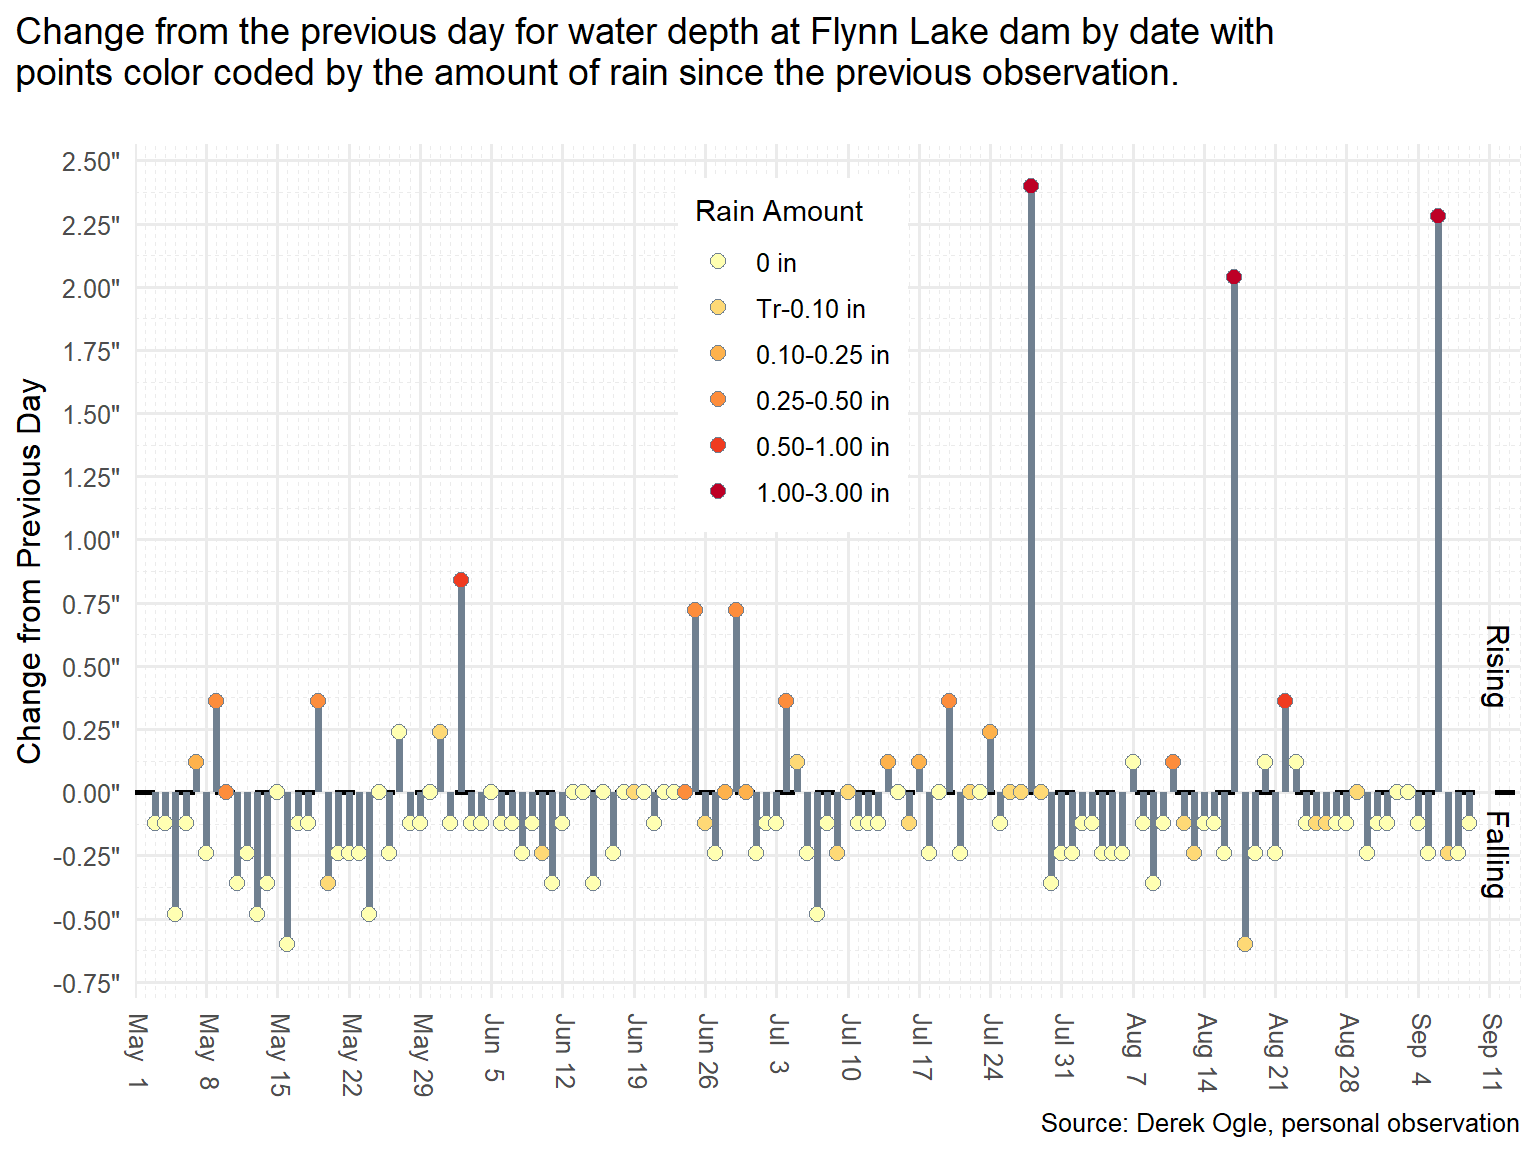 Change from the previous day for water depth at Flynn Lake dam by date with
points color coded by the amount of rain since the previous observation.
Change from Previous Day
2.50"
2.25"
2.00"
1.75"
1.50"
1.25"
1.00"
0.75"
0.50"
0.25"
0.00"
-0.25"
-0.50"
-0.75"
Rain Amount
0 in
Tr-0.10 in
0.10-0.25 in
0.25-0.50 in
0.50-1.00 in
1.00-3.00 in
Rising
Falling
May 1
May 8
May 15
May 22
May 29
Jun 5
Jun 12
Jun 19
Jun 26
Jul 3
Jul 10
Jul 17
Jul 24
Jul 31
Aug 7
Aug 14
Aug 21
Aug 28
Sep 4
Sep 11
Source: Derek Ogle, personal observation